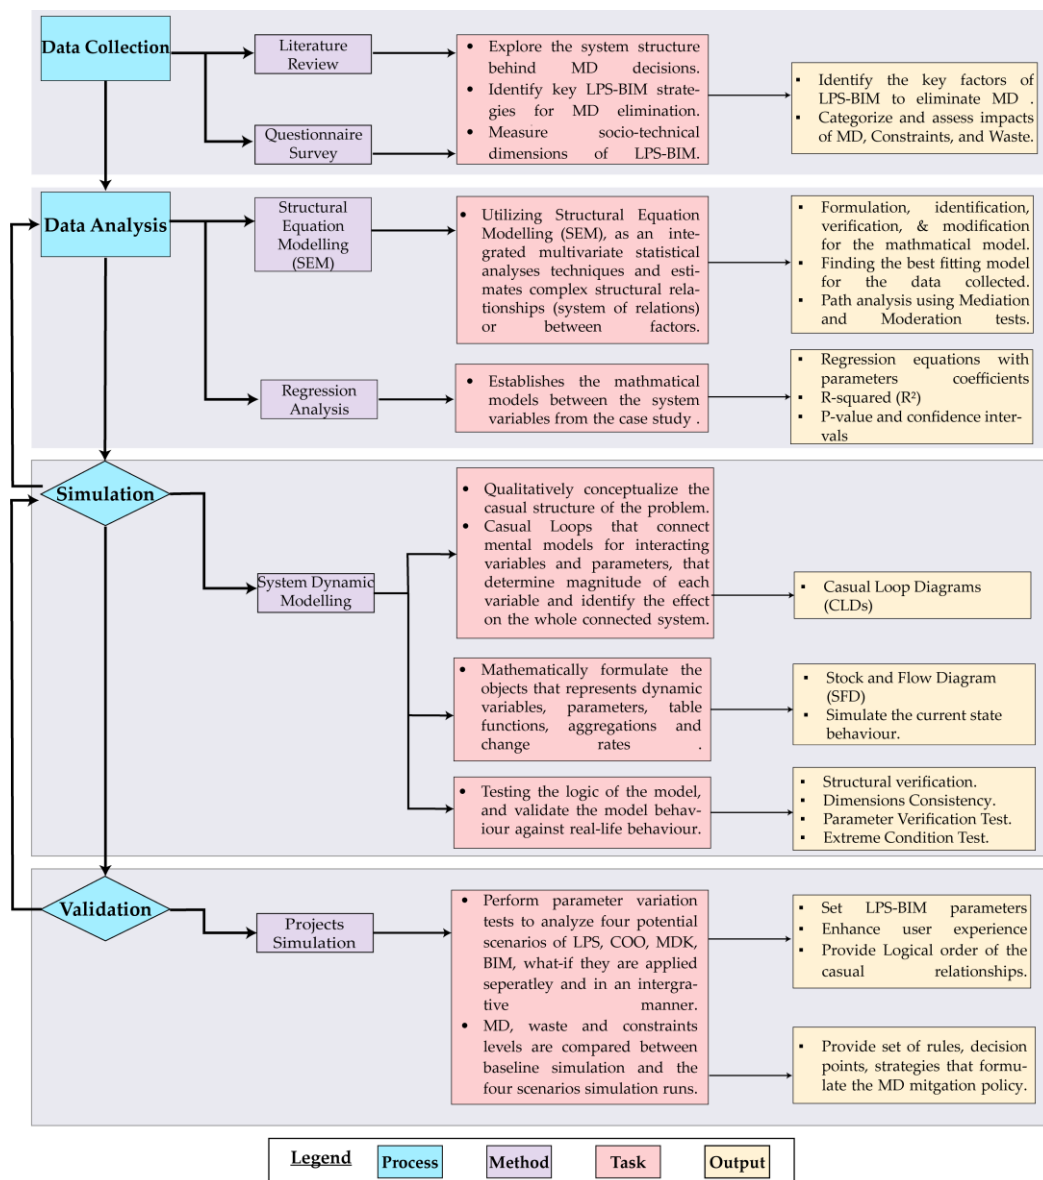 Data Collection
Literature
Review
Questionnaire
Survey
• Explore the system structure
behind MD decisions.
• Identify key LPS-BIM strate-
gies for MD elimination.
• Measure socio-technical
dimensions of LPS-BIM.
▪ Identify the key factors of
LPS-BIM to eliminate MD .
▪ Categorize and assess impacts
of MD, Constraints, and Waste.
Data Analysis
Structural
Equation
Modelling
(SEM)
• Utilizing Structural Equation
Modelling (SEM), as an inte-
grated multivariate statistical
analyses techniques and esti-
mates complex structural rela-
tionships (system of relations)
or between factors.
▪ Formulation, identification,
verification, & modification
for the mathmatical model.
▪ Finding the best fitting model
for the data collected.
▪ Path analysis using Mediation
and Moderation tests.
Regression
Analysis
• Establishes the mathmatical
models between the system
variables from the case study .
▪ Regression equations with
parameters coefficients
▪ R-squared (R²)
▪ P-value and confidence inter-
vals
Simulation
System Dynamic
Modelling
• Qualitatively conceptualize the
casual structure of the problem.
• Casual Loops that connect
mental models for interacting
variables and parameters, that
determine magnitude of each
variable and identify the effect
on the whole connected system.
▪ Casual Loop Diagrams
(CLDs)
• Mathematically formulate the
objects that represents dynamic
variables, parameters, table
functions, aggregations and
change rates .
▪ Stock and Flow Diagram
(SFD)
▪ Simulate the current state
behaviour.
• Testing the logic of the model,
and validate the model behav-
iour against real-life behaviour.
▪ Structural verification.
▪ Dimensions Consistency.
▪ Parameter Verification Test.
▪ Extreme Condition Test.
Validation
Projects
Simulation
• Perform parameter variation
tests to analyze four potential
scenarios of LPS, COO, MDK,
BIM, what-if they are applied
seperatley and in an intergra-
tive manner.
• MD, waste and constraints
levels are compared between
baseline simulation and the
four scenarios simulation runs.
▪ Set LPS-BIM parameters
▪ Enhance user experience
▪ Provide Logical order of the
casual relationships.
▪ Provide set of rules, decision
points, strategies that formu-
late the MD mitgation policy.
Legend
Process
Method
Task
Output